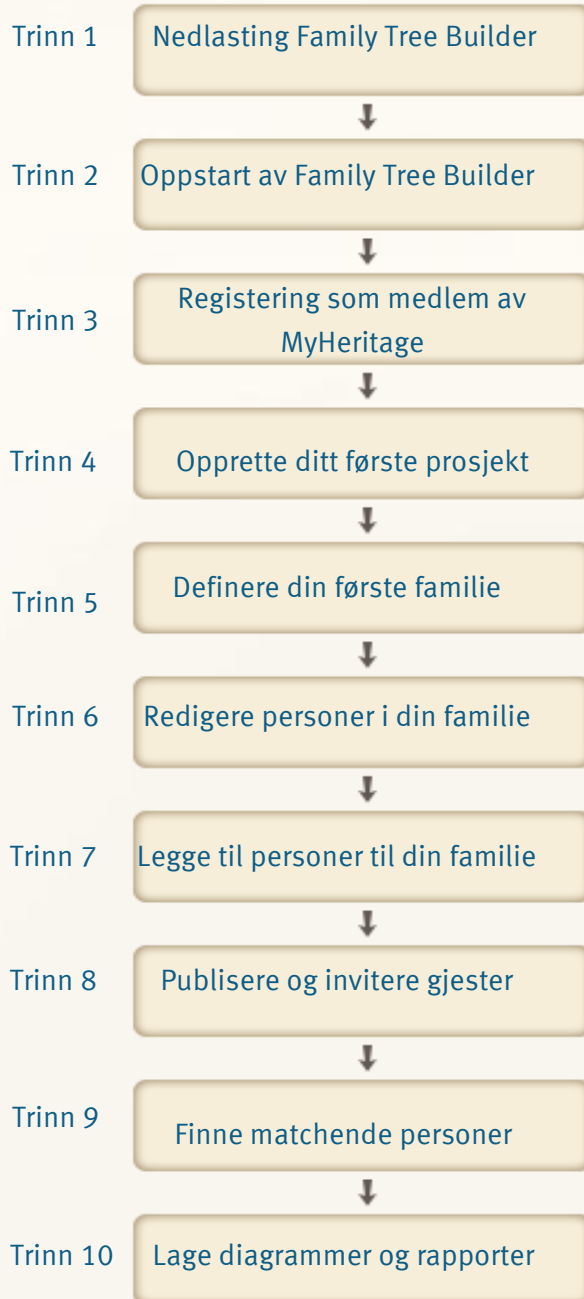 Trinn 1 Nedlasting Family Tree Builder
Trinn 2 Oppstart av Family Tree Builder
Trinn 3 Registering som medlem av
MyHeritage
Trinn 4 Opprette ditt første prosjekt
Trinn 5 Definere din første familie
Trinn 6 Redigere personer i din familie
Trinn 7 Legge til personer til din familie
Trinn 8 Publisere og invitere gjester
Trinn 9 Finne matchende personer
Trinn 10 Lage diagrammer og rapporter